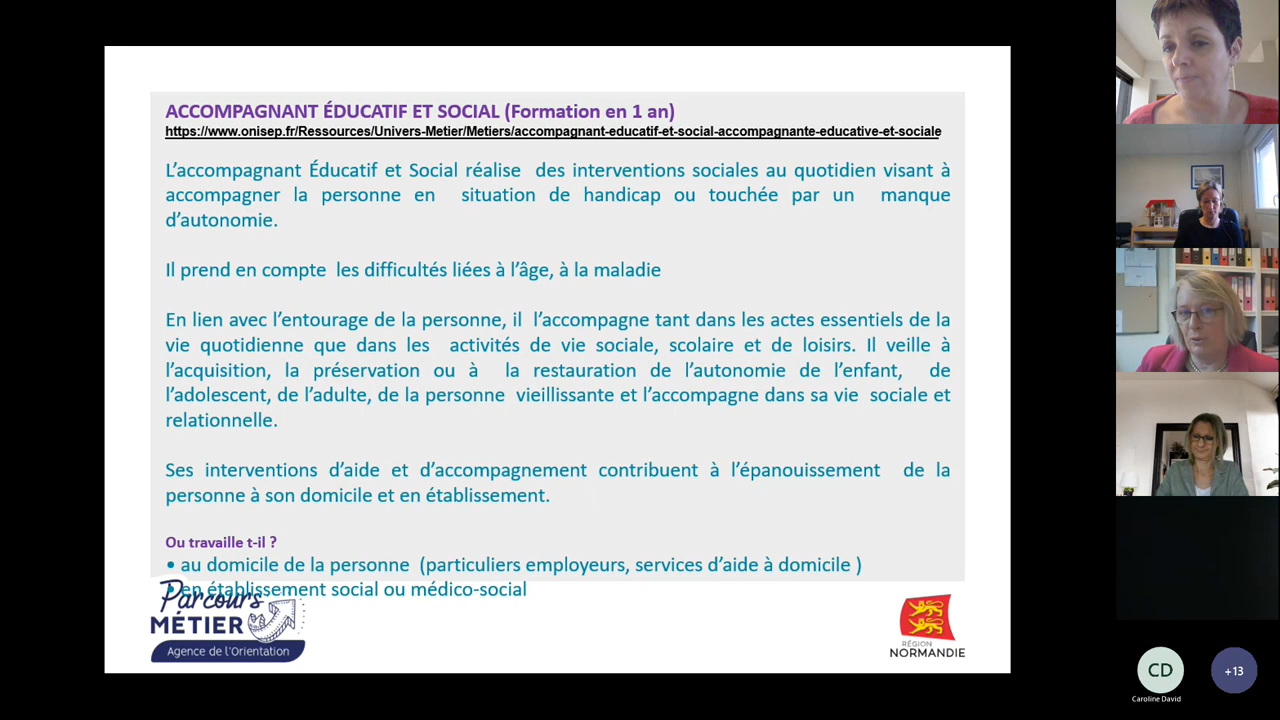 ACCOMPAGNANT ÉDUCATIF ET SOCIAL (Formation en 1 an)
https://www.onisep.fr/Ressources/Univers-Metier/Metiers/accompagnant-educatif-et-social-accompagnante-educative-et-sociale
L’accompagnant Éducatif et Social réalise des interventions sociales au quotidien visant à
accompagner la personne en situation de handicap ou touchée par un manque
d’autonomie.
Il prend en compte les difficultés liées à l’âge, à la maladie
En lien avec l’entourage de la personne, il l’accompagne tant dans les actes essentiels de la
vie quotidienne que dans les activités de vie sociale, scolaire et de loisirs. Il veille à
l’acquisition, la préservation ou à la restauration de l’autonomie de l’enfant, de
l’adolescent, de l’adulte, de la personne vieillissante et l’accompagne dans sa vie sociale et
relationnelle.
Ses interventions d’aide et d’accompagnement contribuent à l’épanouissement de la
personne à son domicile et en établissement.
Ou travaille t-il ?
• au domicile de la personne (particuliers employeurs, services d’aide à domicile )
• en établissement social ou médico-social
Parcours
MÉTIER
Agence de l’Orientation
RÉGION
NORMANDIE
CD
+13
Caroline David